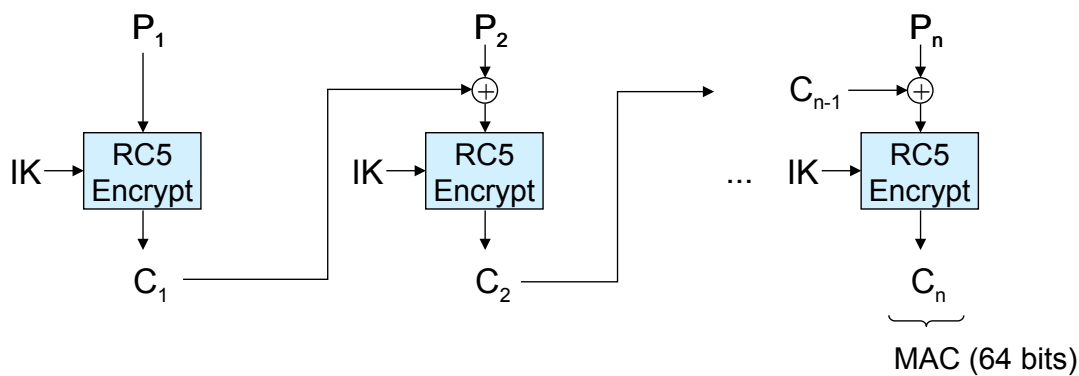 P₁ P₂ Pₙ
Cₙ₋₁
IK RC5 Encrypt IK RC5 Encrypt ... IK RC5 Encrypt
C₁ C₂ Cₙ
MAC (64 bits)